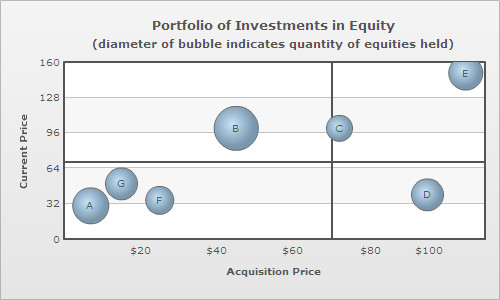 Portfolio of Investments in Equity
(diameter of bubble indicates quantity of equities held)
160
E
128
B
C
96
Current Price
64
G
A
F
D
32
0
$20 $40 $60 $80 $100
Acquisition Price